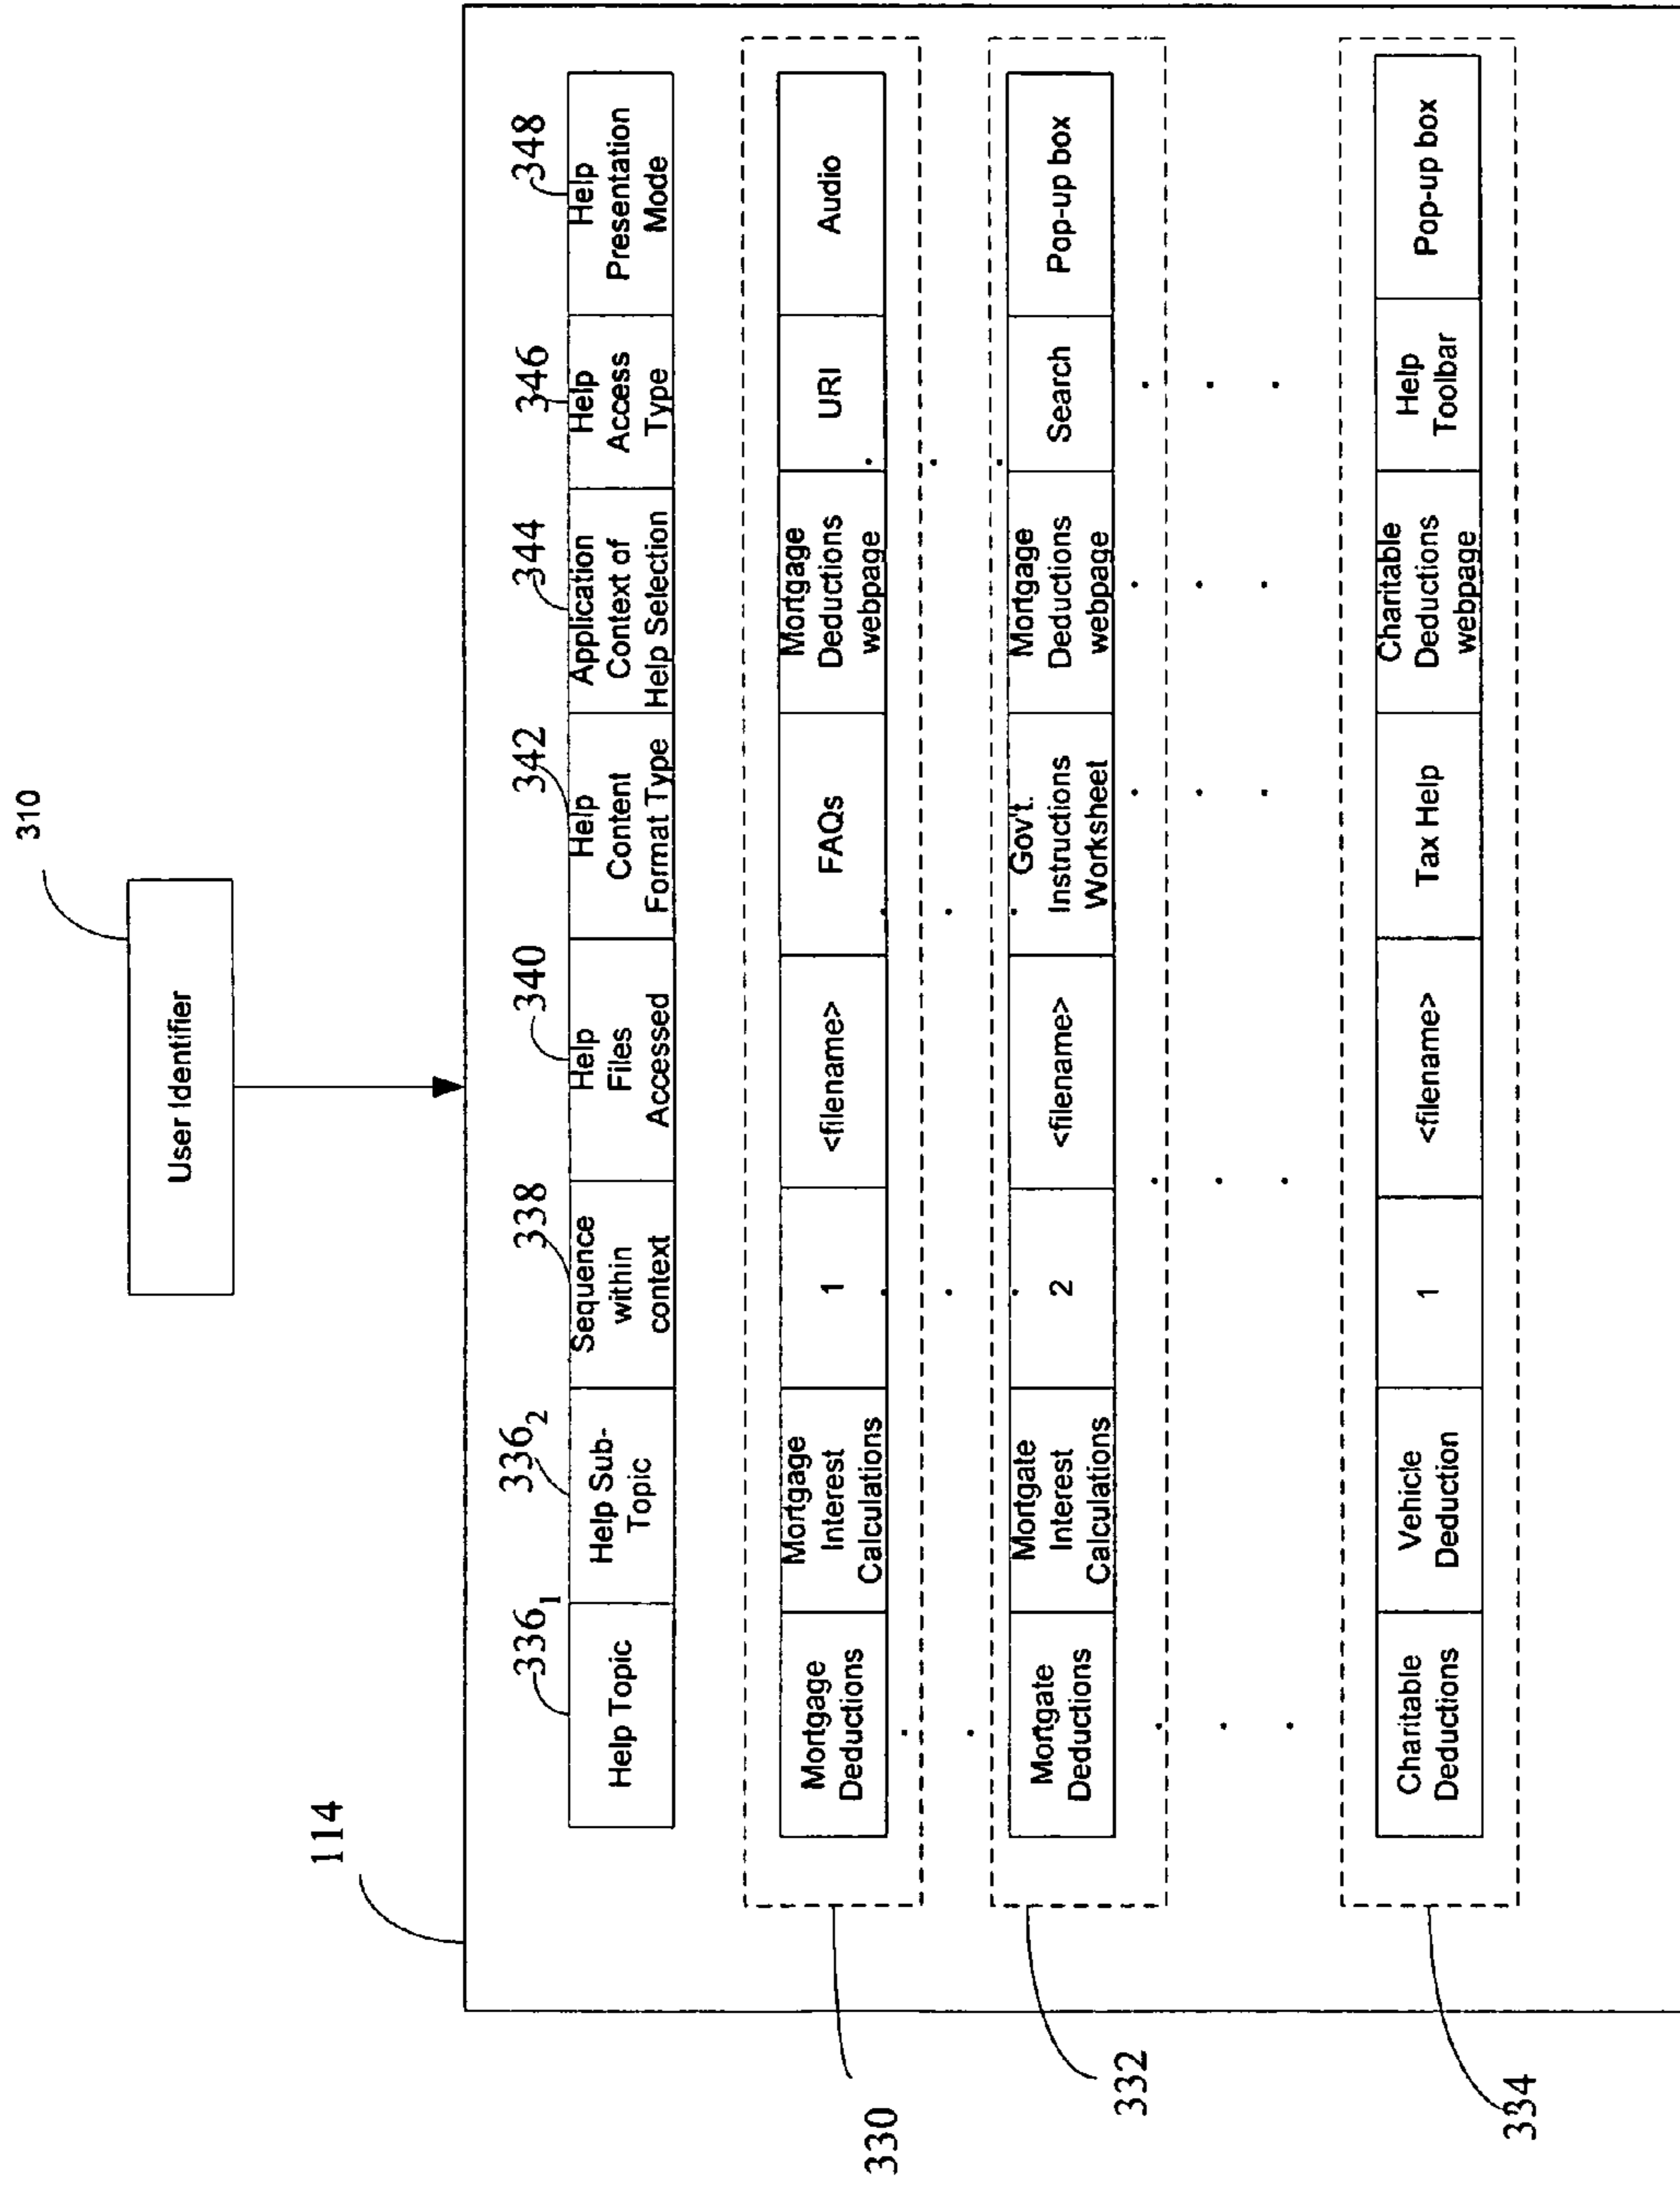 310
User Identifier
114
336₁
336₂
338
340
342
344
346
348
Help Topic
Help Sub-
Topic
Sequence
within
context
Help
Files
Accessed
Help
Content
Format Type
Application
Context of
Help Selection
Help
Access
Type
Help
Presentation
Mode
330
Mortgage
Deductions
Mortgage
Interest
Calculations
1
<filename>
FAQs
Mortgage
Deductions
webpage
URI
Audio
332
Mortgate
Deductions
Mortgate
Interest
Calculations
2
<filename>
Gov't.
Instructions
Worksheet
Mortgage
Deductions
webpage
Search
Pop-up box
334
Charitable
Deductions
Vehicle
Deduction
1
<filename>
Tax Help
Charitable
Deductions
webpage
Help
Toolbar
Pop-up box